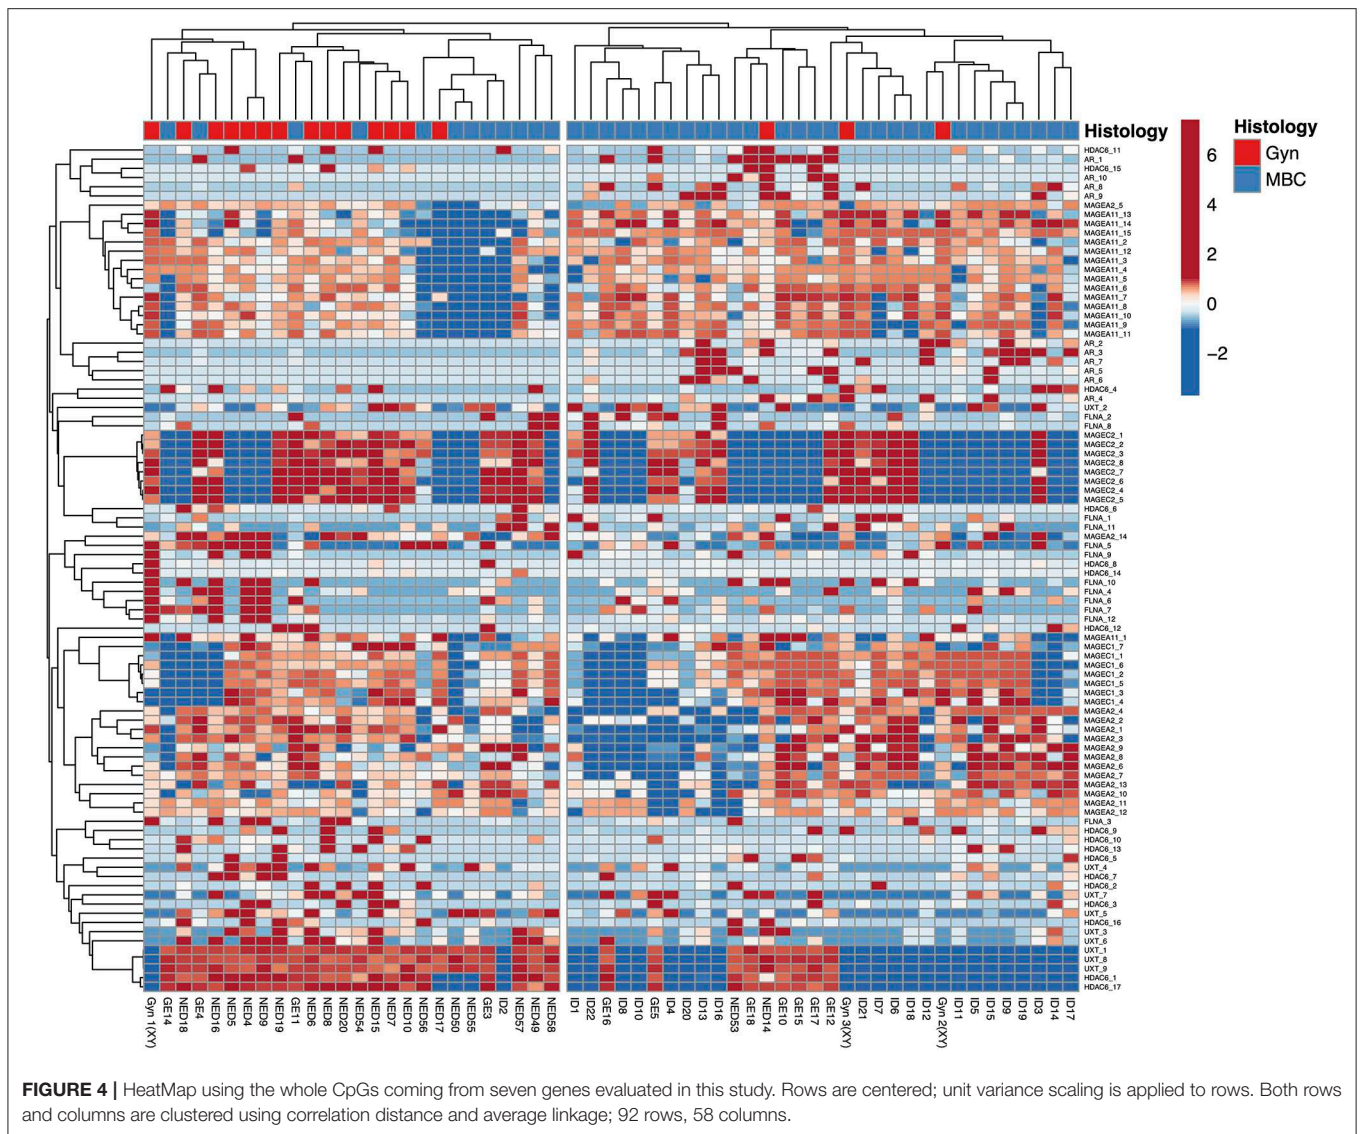 Histology
HDAC6_11
AR_1
HDAC6_15
AR_10
AR_8
AR_9
MAGEA2_5
MAGEA11_13
MAGEA11_14
MAGEA11_15
MAGEA11_2
MAGEA11_12
MAGEA11_3
MAGEA11_4
MAGEA11_5
MAGEA11_6
MAGEA11_7
MAGEA11_8
MAGEA11_10
MAGEA11_9
MAGEA11_11
AR_2
AR_3
AR_7
AR_5
AR_6
HDAC6_4
AR_4
UXT_2
FLNA_2
FLNA_8
MAGEC2_1
MAGEC2_2
MAGEC2_3
MAGEC2_8
MAGEC2_7
MAGEC2_6
MAGEC2_4
MAGEC2_5
HDAC6_6
FLNA_1
FLNA_11
MAGEA2_14
FLNA_5
FLNA_9
HDAC6_8
HDAC6_14
FLNA_10
FLNA_4
FLNA_6
FLNA_7
FLNA_12
HDAC6_12
MAGEA11_1
MAGEC1_7
MAGEC1_1
MAGEC1_6
MAGEC1_2
MAGEC1_5
MAGEC1_3
MAGEC1_4
MAGEA2_4
MAGEA2_2
MAGEA2_1
MAGEA2_3
MAGEA2_9
MAGEA2_8
MAGEA2_6
MAGEA2_7
MAGEA2_13
MAGEA2_10
MAGEA2_11
MAGEA2_12
FLNA_3
HDAC6_9
HDAC6_10
HDAC6_13
HDAC6_5
UXT_4
HDAC6_7
HDAC6_2
UXT_7
HDAC6_3
UXT_5
HDAC6_16
UXT_3
UXT_6
UXT_1
UXT_8
UXT_9
HDAC6_1
HDAC6_17
6
4
2
0
−2
Histology
Gyn
MBC
Gyn 1(XY)
GE14
NED18
GE4
NED16
NED5
NED4
NED9
NED19
GE11
NED6
NED8
NED20
NED54
NED15
NED7
NED10
NED56
NED17
NED50
NED55
GE3
ID2
NED57
NED49
NED58
ID1
ID22
GE16
ID8
ID10
GE5
ID4
ID20
ID13
ID16
NED53
GE18
NED14
GE10
GE15
GE17
GE12
Gyn 3(XY)
ID21
ID7
ID6
ID18
ID12
Gyn 2(XY)
ID11
ID5
ID15
ID9
ID19
ID3
ID14
ID17
FIGURE 4 | HeatMap using the whole CpGs coming from seven genes evaluated in this study. Rows are centered; unit variance scaling is applied to rows. Both rows
and columns are clustered using correlation distance and average linkage; 92 rows, 58 columns.